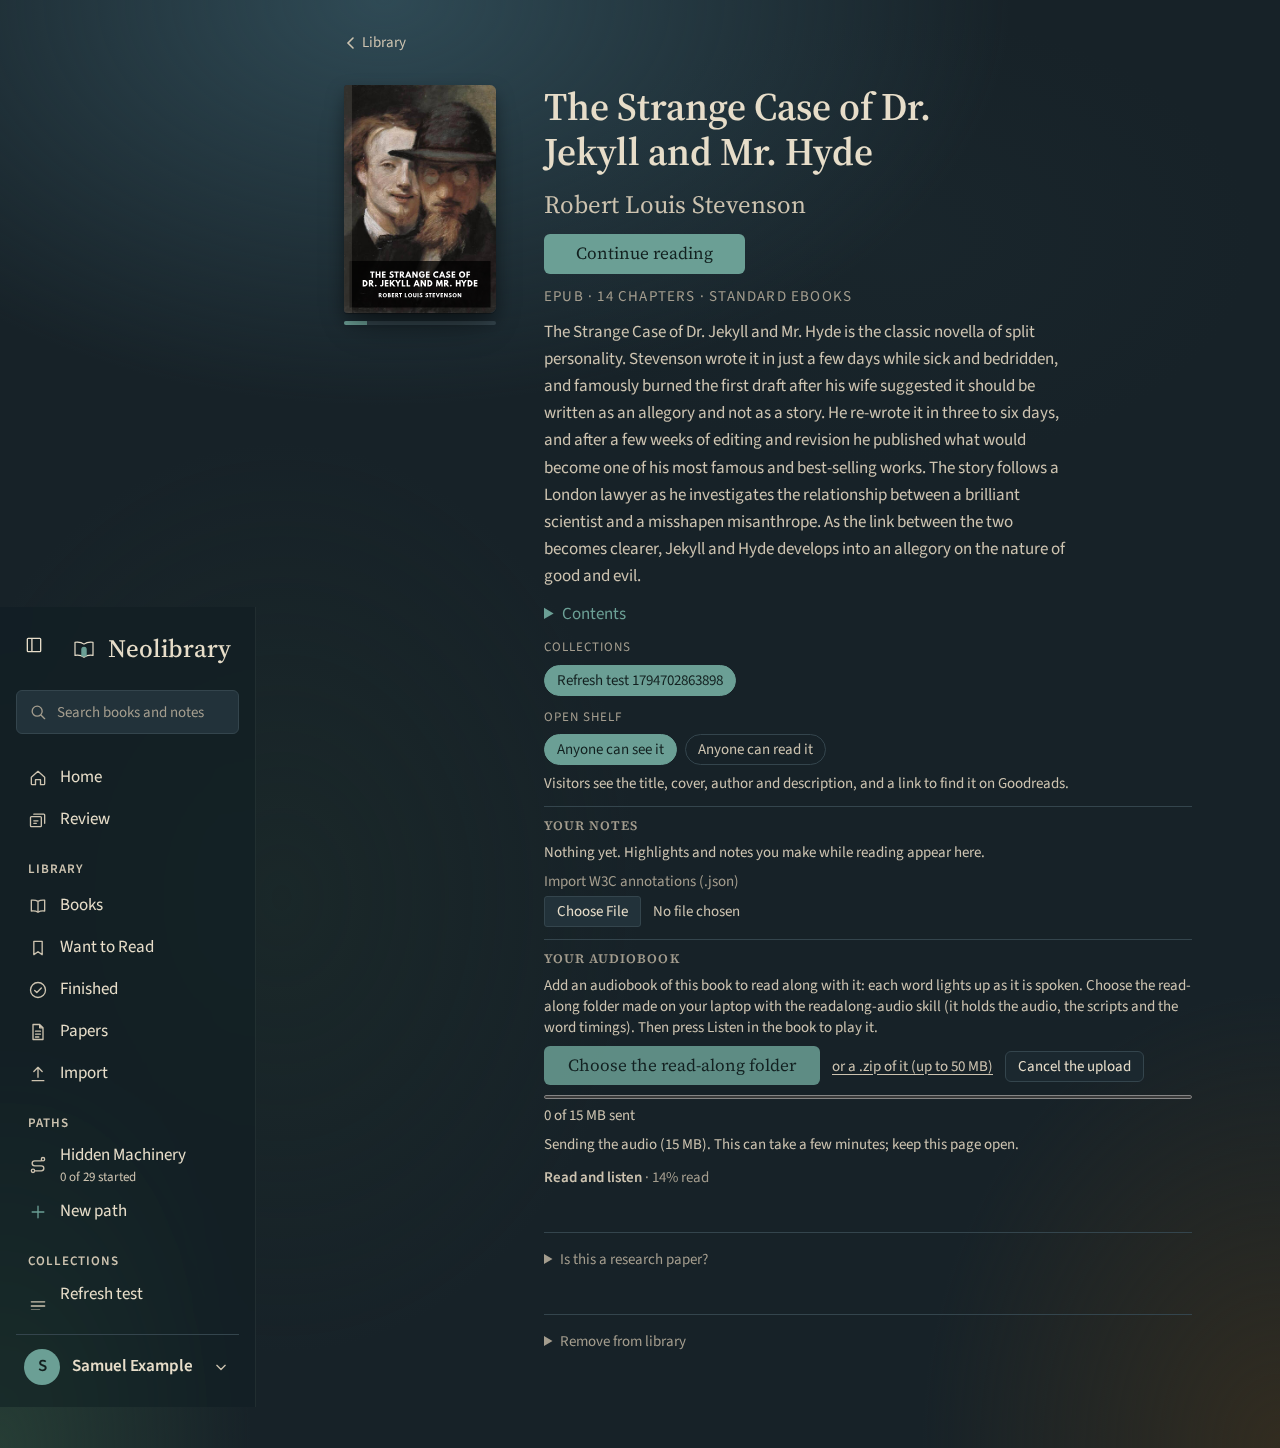 Library
THE STRANGE CASE OF
DR. JEKYLL AND MR. HYDE
ROBERT LOUIS STEVENSON
The Strange Case of Dr.
Jekyll and Mr. Hyde
Robert Louis Stevenson
Continue reading
EPUB · 14 CHAPTERS · STANDARD EBOOKS
The Strange Case of Dr. Jekyll and Mr. Hyde is the classic novella of split
personality. Stevenson wrote it in just a few days while sick and bedridden,
and famously burned the first draft after his wife suggested it should be
written as an allegory and not as a story. He re-wrote it in three to six days,
and after a few weeks of editing and revision he published what would
become one of his most famous and best-selling works. The story follows a
London lawyer as he investigates the relationship between a brilliant
scientist and a misshapen misanthrope. As the link between the two
becomes clearer, Jekyll and Hyde develops into an allegory on the nature of
good and evil.
Contents
COLLECTIONS
Refresh test 1794702863898
OPEN SHELF
Anyone can see it
Anyone can read it
Visitors see the title, cover, author and description, and a link to find it on Goodreads.
YOUR NOTES
Nothing yet. Highlights and notes you make while reading appear here.
Import W3C annotations (.json)
Choose File No file chosen
YOUR AUDIOBOOK
Add an audiobook of this book to read along with it: each word lights up as it is spoken. Choose the read-
along folder made on your laptop with the readalong-audio skill (it holds the audio, the scripts and the
word timings). Then press Listen in the book to play it.
Choose the read-along folder
or a .zip of it (up to 50 MB)
Cancel the upload
0 of 15 MB sent
Sending the audio (15 MB). This can take a few minutes; keep this page open.
Read and listen · 14% read
Is this a research paper?
Remove from library
Neolibrary
Search books and notes
Home
Review
LIBRARY
Books
Want to Read
Finished
Papers
Import
PATHS
Hidden Machinery
0 of 29 started
New path
COLLECTIONS
Refresh test
S
Samuel Example